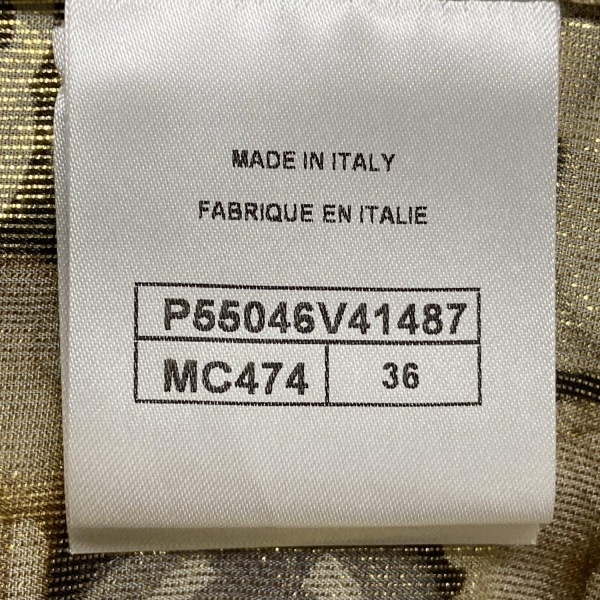 MADE IN ITALY
FABRIQUE EN ITALIE
P55046V41487
MC474 36